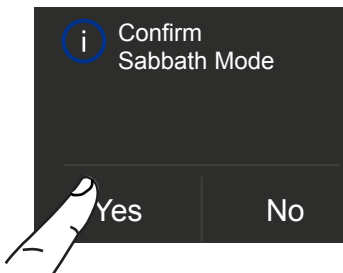 i
Confirm
Sabbath Mode
Yes No